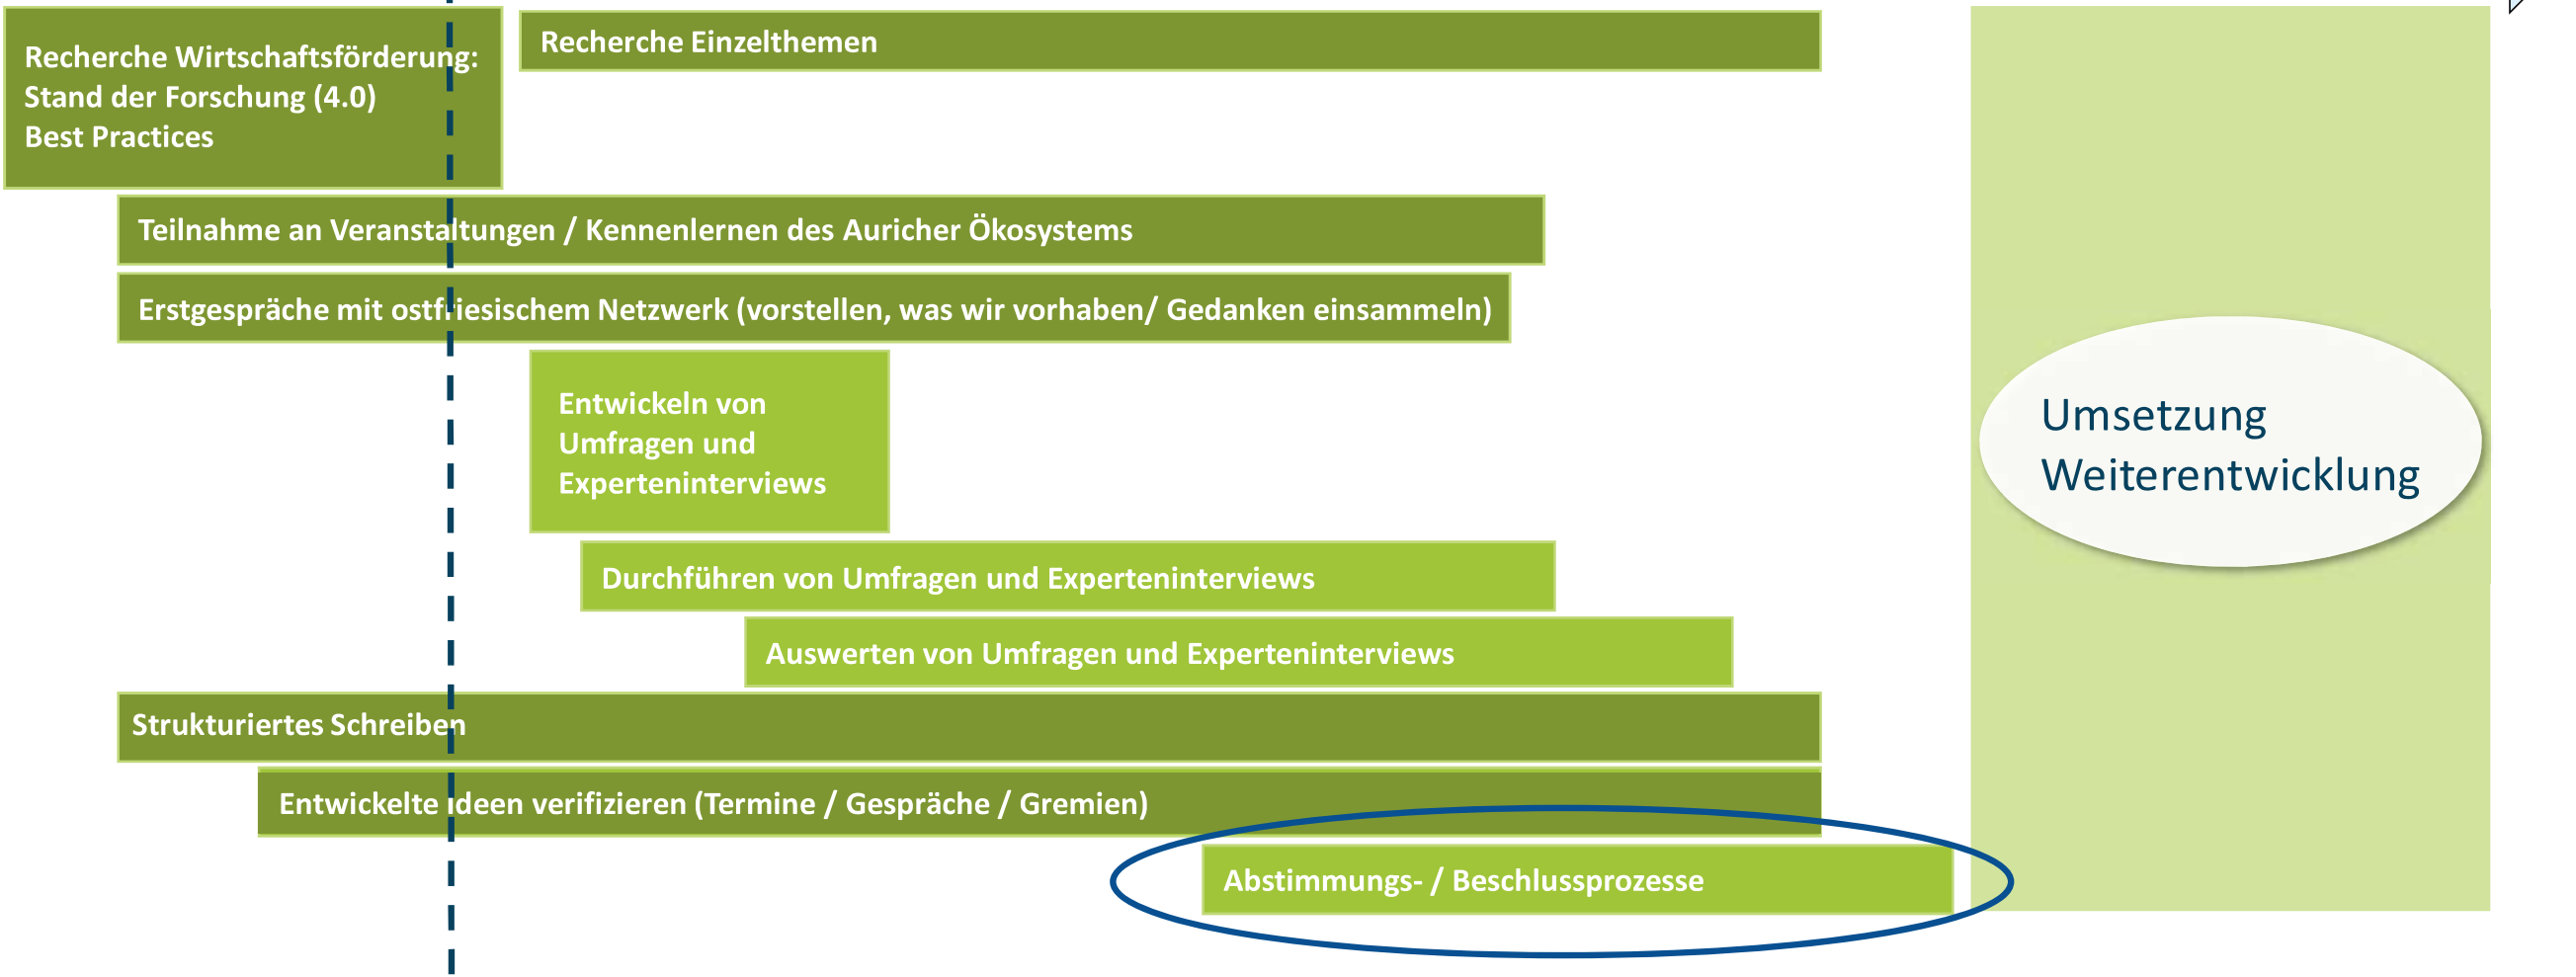 Recherche Wirtschaftsförderung:
Stand der Forschung (4.0)
Best Practices
Recherche Einzelthemen
Teilnahme an Veranstaltungen / Kennenlernen des Auricher Ökosystems
Erstgespräche mit ostfriesischem Netzwerk (vorstellen, was wir vorhaben/ Gedanken einsammeln)
Entwickeln von
Umfragen und
Experteninterviews
Durchführen von Umfragen und Experteninterviews
Auswerten von Umfragen und Experteninterviews
Strukturiertes Schreiben
Entwickelte Ideen verifizieren (Termine / Gespräche / Gremien)
Abstimmungs- / Beschlussprozesse
Umsetzung
Weiterentwicklung